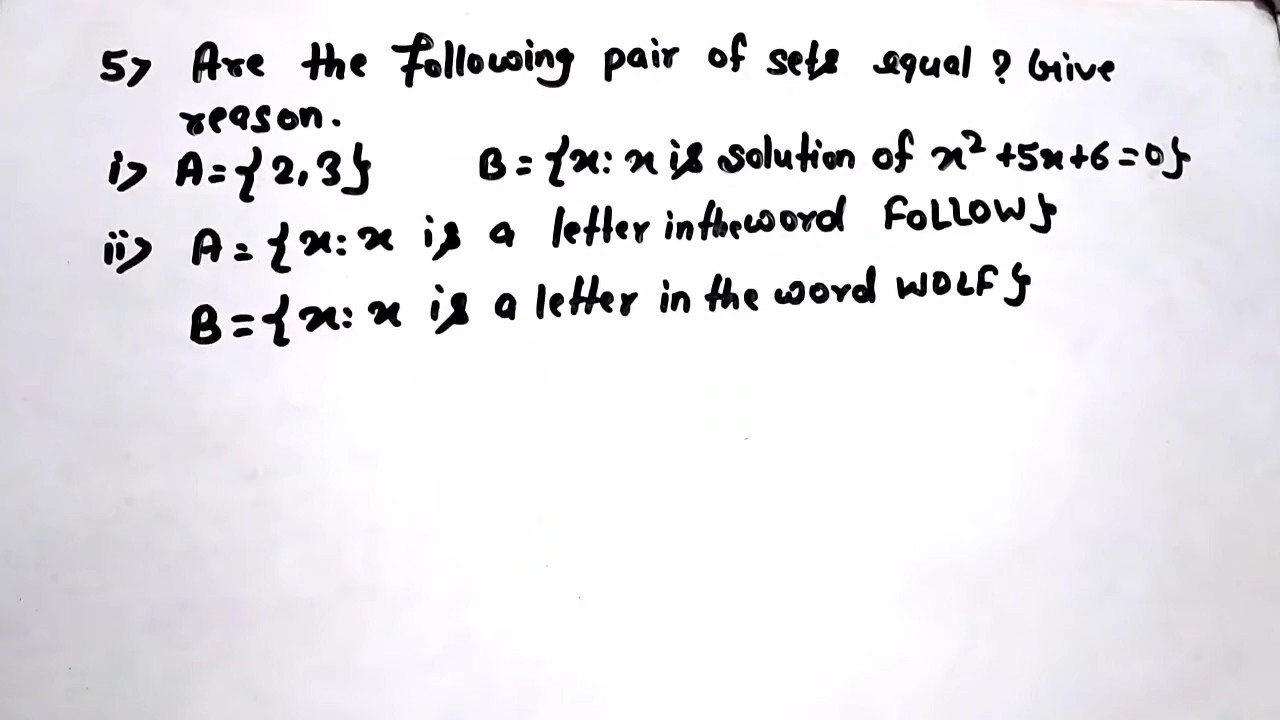 5> Are the following pair of sets equal ? Give
reason.
i> A={2,3} B={x: x is solution of x²+5x+6=0}
ii> A={x: x is a letter in the word FOLLOW}
B={x: x is a letter in the word WOLF}